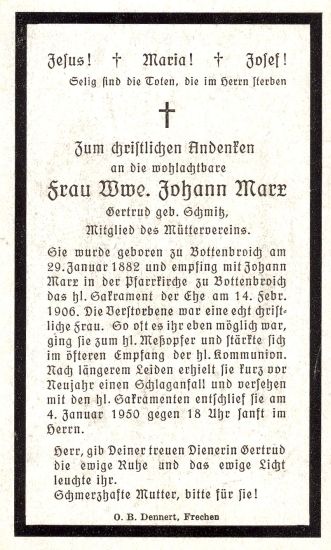 Jesus! † Maria! † Josef!
Selig sind die Toten, die im Herrn sterben
†
Zum christlichen Andenken
an die wohlachtbare
Frau Wwe. Johann Marx
Gertrud geb. Schmitz,
Mitglied des Müttervereins.
Sie wurde geboren zu Bottenbroich am
29. Januar 1882 und empfing mit Johann
Marx in der Pfarrkirche zu Bottenbroich
das hl. Sakrament der Ehe am 14. Febr.
1906. Die Verstorbene war eine echt christ-
liche Frau. So oft es ihr eben möglich war,
ging sie zum hl. Meßopfer und stärkte sich
im öfteren Empfang der hl. Kommunion.
Nach längerem Leiden erhielt sie kurz vor
Neujahr einen Schlaganfall und versehen
mit den hl. Sakramenten entschlief sie am
4. Januar 1950 gegen 18 Uhr sanft im
Herrn.
Herr, gib Deiner treuen Dienerin Gertrud
die ewige Ruhe und das ewige Licht
leuchte ihr.
Schmerzhafte Mutter, bitte für sie!
O. B. Dennert, Frechen